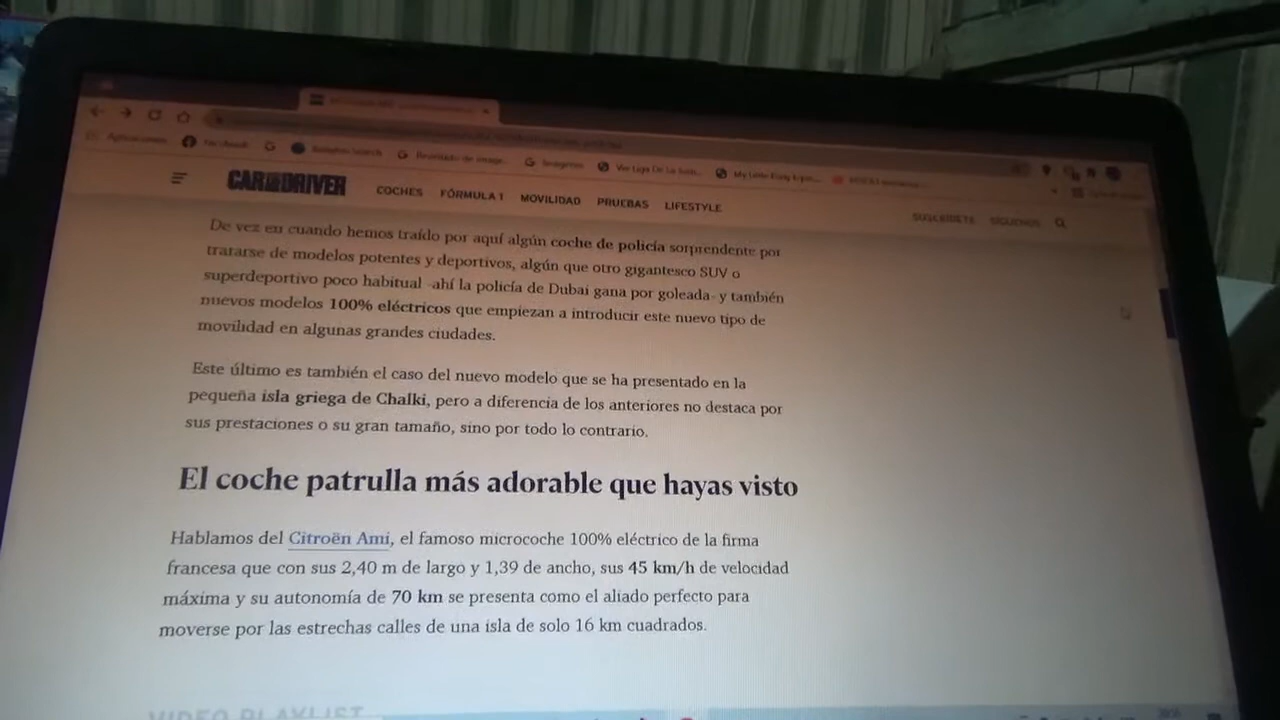 Facebook
CAR AND DRIVER
COCHES FÓRMULA 1 MOVILIDAD PRUEBAS LIFESTYLE
SUSCRÍBETE SÍGUENOS
De vez en cuando hemos traído por aquí algún coche de policía sorprendente por
tratarse de modelos potentes y deportivos, algún que otro gigantesco SUV o
superdeportivo poco habitual -ahí la policía de Dubai gana por goleada- y también
nuevos modelos 100% eléctricos que empiezan a introducir este nuevo tipo de
movilidad en algunas grandes ciudades.
Este último es también el caso del nuevo modelo que se ha presentado en la
pequeña isla griega de Chalki, pero a diferencia de los anteriores no destaca por
sus prestaciones o su gran tamaño, sino por todo lo contrario.
El coche patrulla más adorable que hayas visto
Hablamos del Citroën Ami, el famoso microcoche 100% eléctrico de la firma
francesa que con sus 2,40 m de largo y 1,39 de ancho, sus 45 km/h de velocidad
máxima y su autonomía de 70 km se presenta como el aliado perfecto para
moverse por las estrechas calles de una isla de solo 16 km cuadrados.
VIDEO PLAYLIST